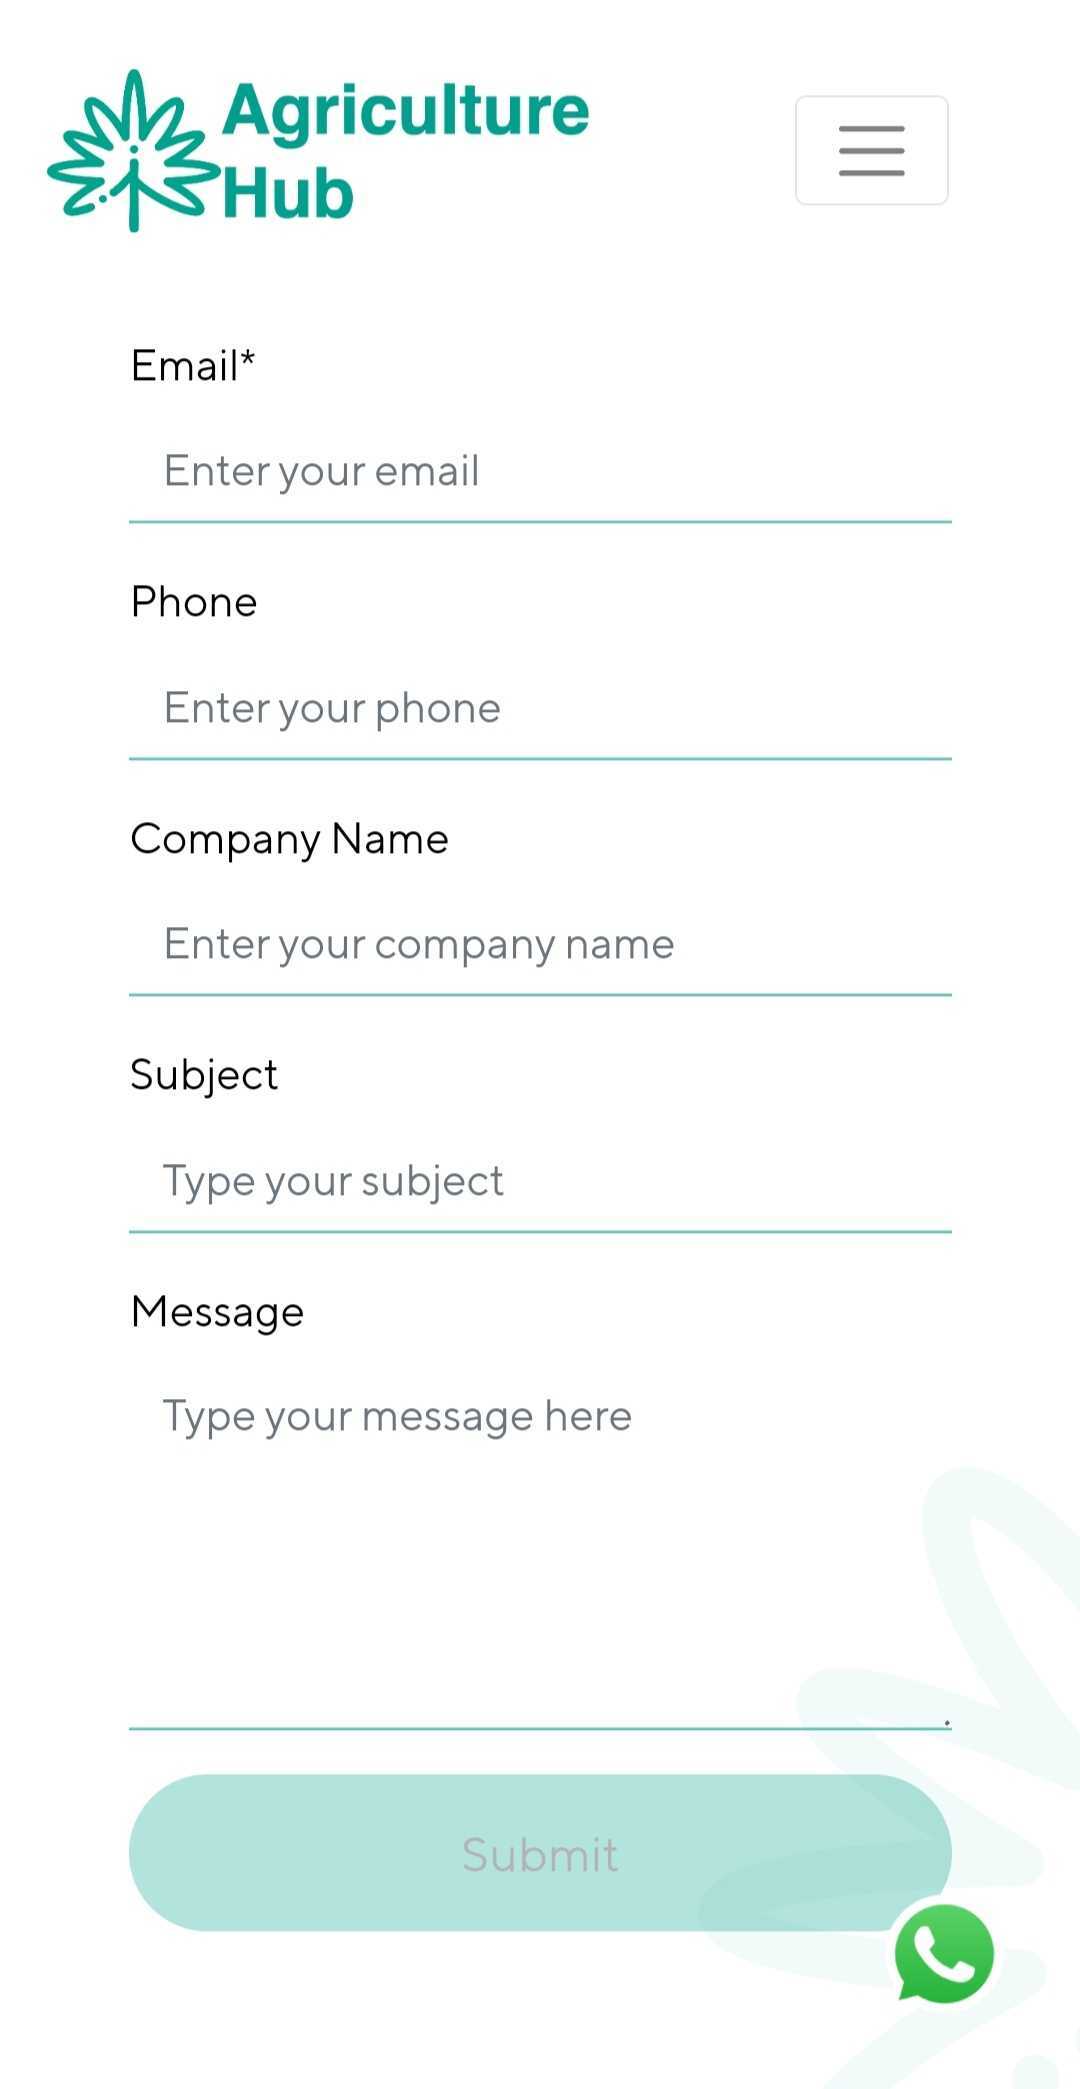 Agriculture
Hub
Email*
Enter your email
Phone
Enter your phone
Company Name
Enter your company name
Subject
Type your subject
Message
Type your message here
Submit